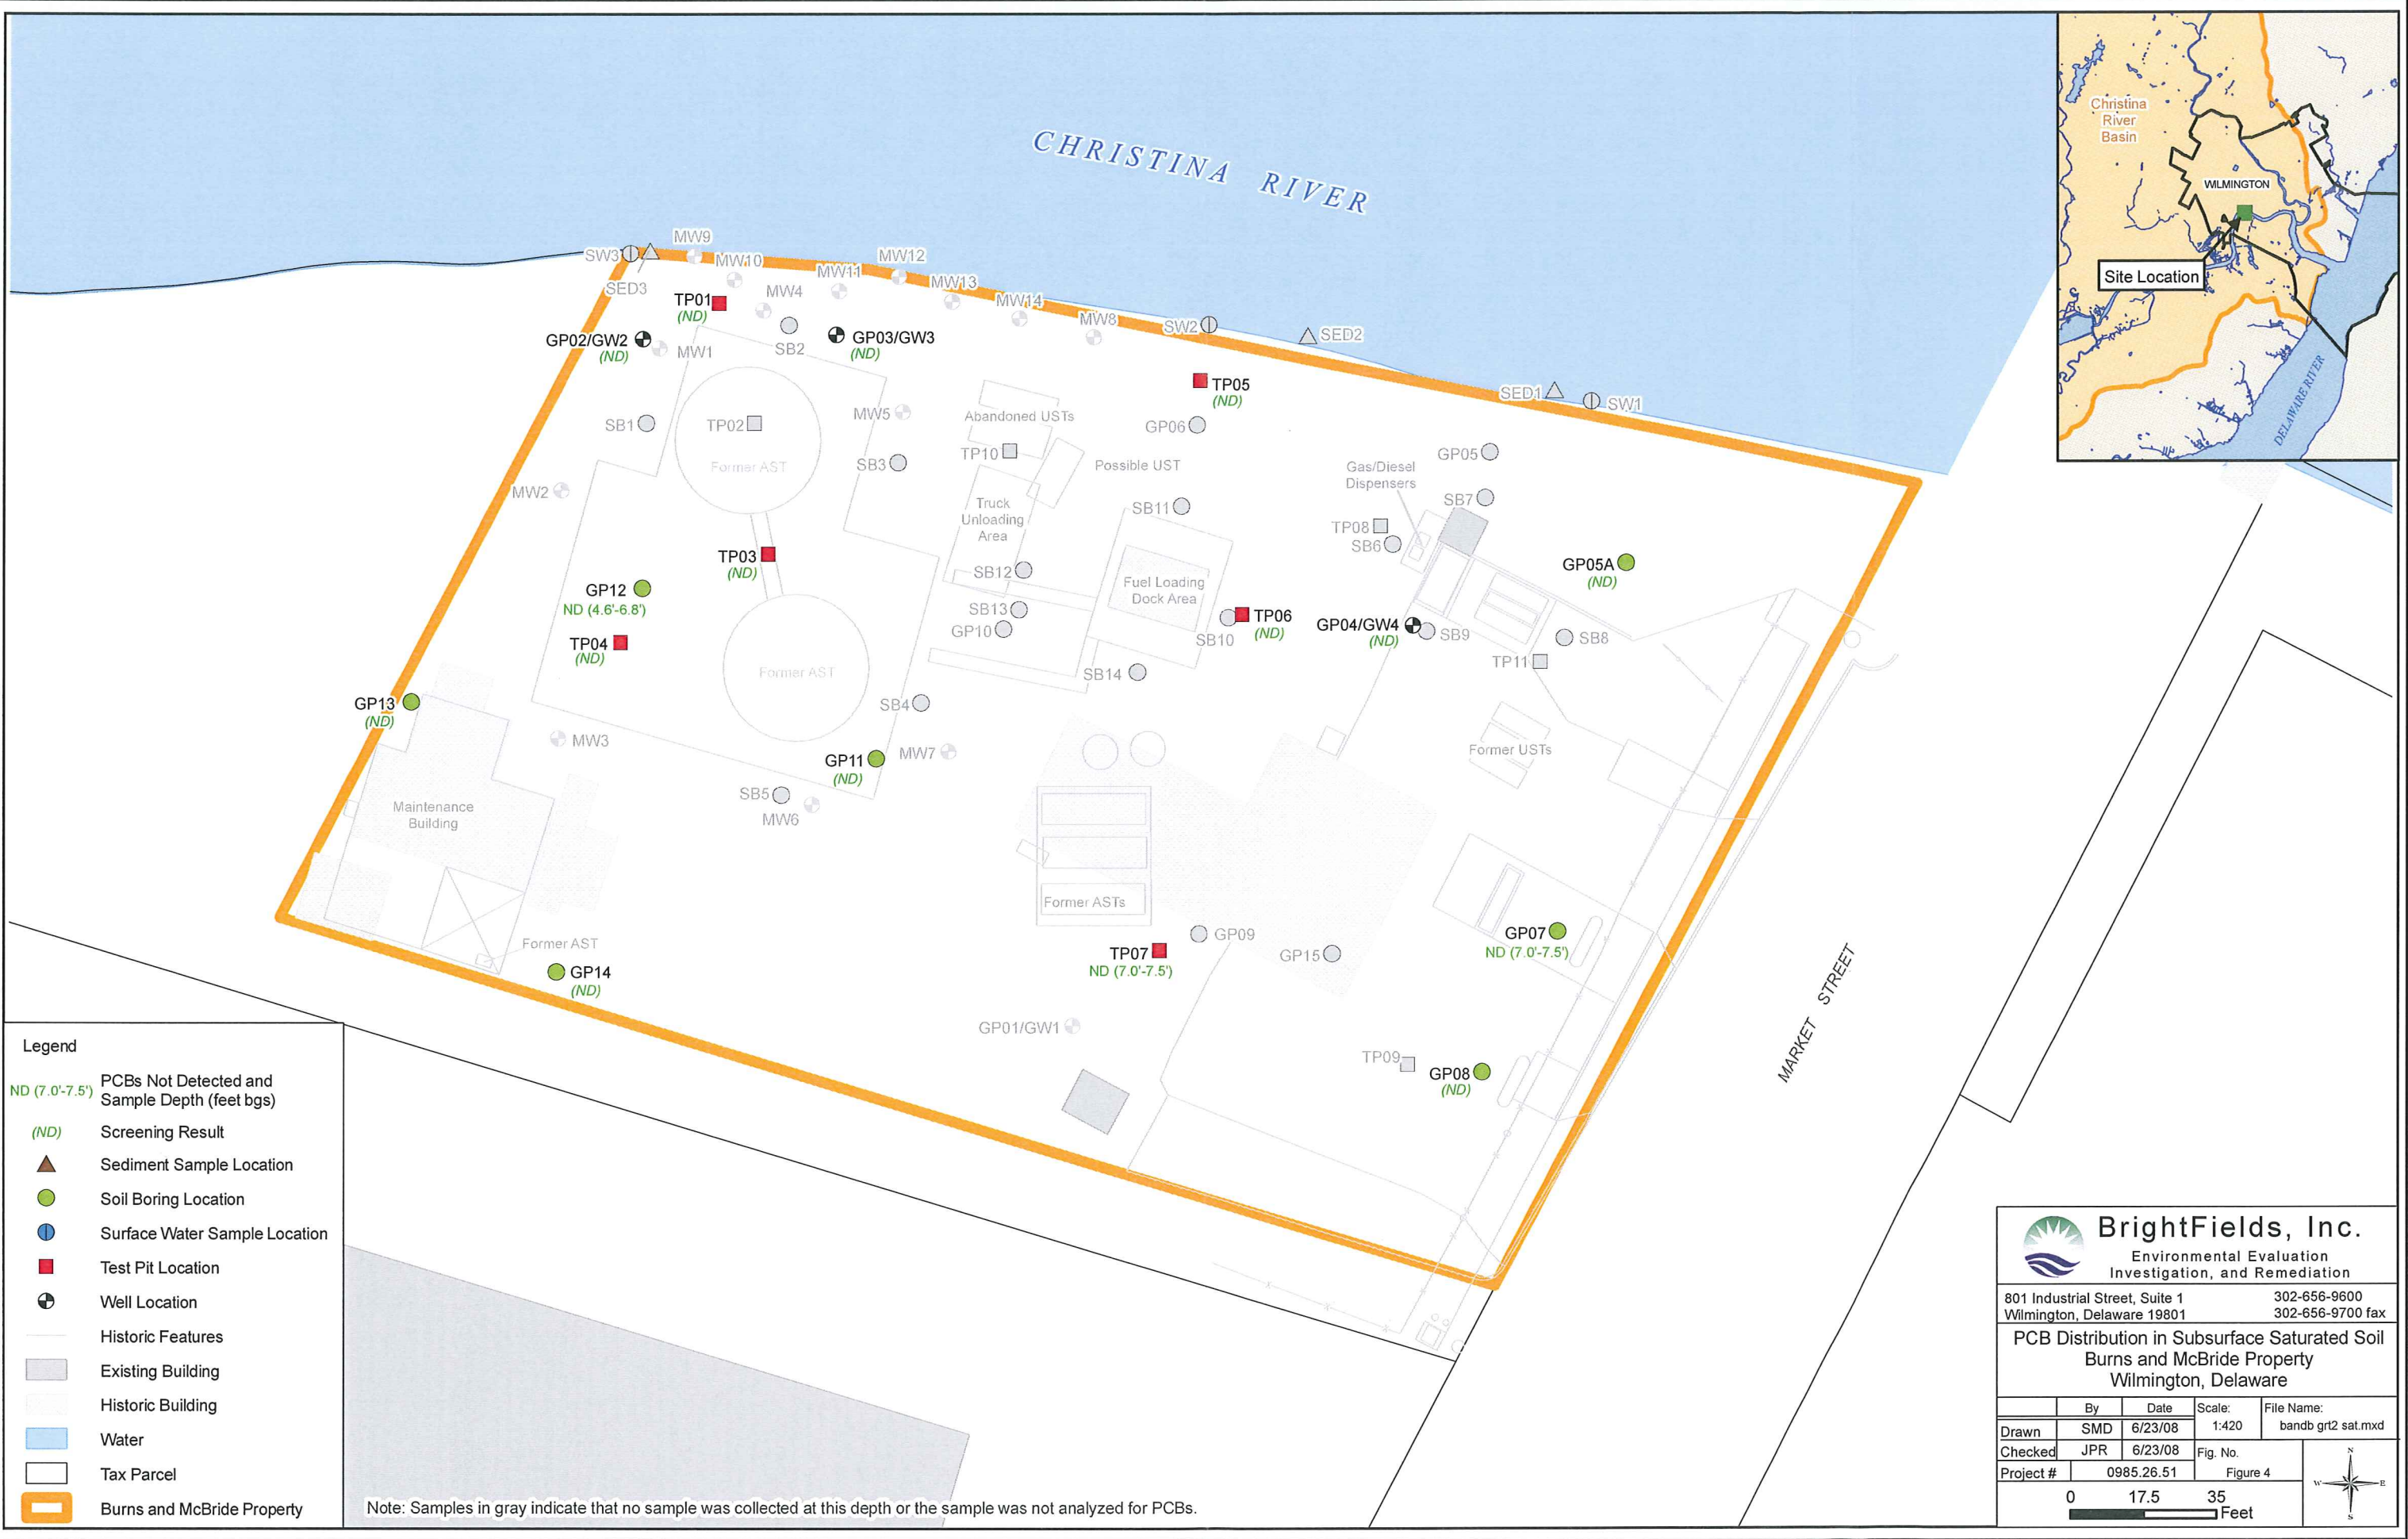 CHRISTINA RIVER
Christina
River
Basin
WILMINGTON
Site Location
DELAWARE RIVER
SW3
SED3
MW9
MW10
MW11
MW12
MW13
MW14
MW8
SW2
SED2
SED1
SW1
TP01
(ND)
MW4
SB2
GP02/GW2
(ND)
MW1
GP03/GW3
(ND)
TP05
(ND)
SB1
TP02
Former AST
MW5
SB3
Abandoned USTs
TP10
Possible UST
GP06
Gas/Diesel
Dispensers
GP05
MW2
Truck
Unloading
Area
SB11
SB7
TP08
SB6
TP03
(ND)
SB12
Fuel Loading
Dock Area
GP05A
(ND)
GP12
ND (4.6'-6.8')
SB13
GP10
SB10
TP06
(ND)
GP04/GW4
(ND)
SB9
SB8
TP04
(ND)
Former AST
SB14
TP11
GP13
(ND)
SB4
MW3
GP11
(ND)
MW7
Former USTs
SB5
MW6
Maintenance
Building
Former ASTs
Former AST
GP14
(ND)
TP07
ND (7.0'-7.5')
GP09
GP15
GP07
ND (7.0'-7.5')
GP01/GW1
TP09
GP08
(ND)
MARKET STREET
Legend
ND (7.0'-7.5') PCBs Not Detected and
Sample Depth (feet bgs)
(ND) Screening Result
Sediment Sample Location
Soil Boring Location
Surface Water Sample Location
Test Pit Location
Well Location
Historic Features
Existing Building
Historic Building
Water
Tax Parcel
Burns and McBride Property
Note: Samples in gray indicate that no sample was collected at this depth or the sample was not analyzed for PCBs.
BrightFields, Inc.
Environmental Evaluation
Investigation, and Remediation
801 Industrial Street, Suite 1 302-656-9600
Wilmington, Delaware 19801 302-656-9700 fax
PCB Distribution in Subsurface Saturated Soil
Burns and McBride Property
Wilmington, Delaware
By Date Scale: File Name:
Drawn SMD 6/23/08 1:420 bandb grt2 sat.mxd
Checked JPR 6/23/08 Fig. No.
Project # 0985.26.51 Figure 4
0 17.5 35
Feet
N
W E
S